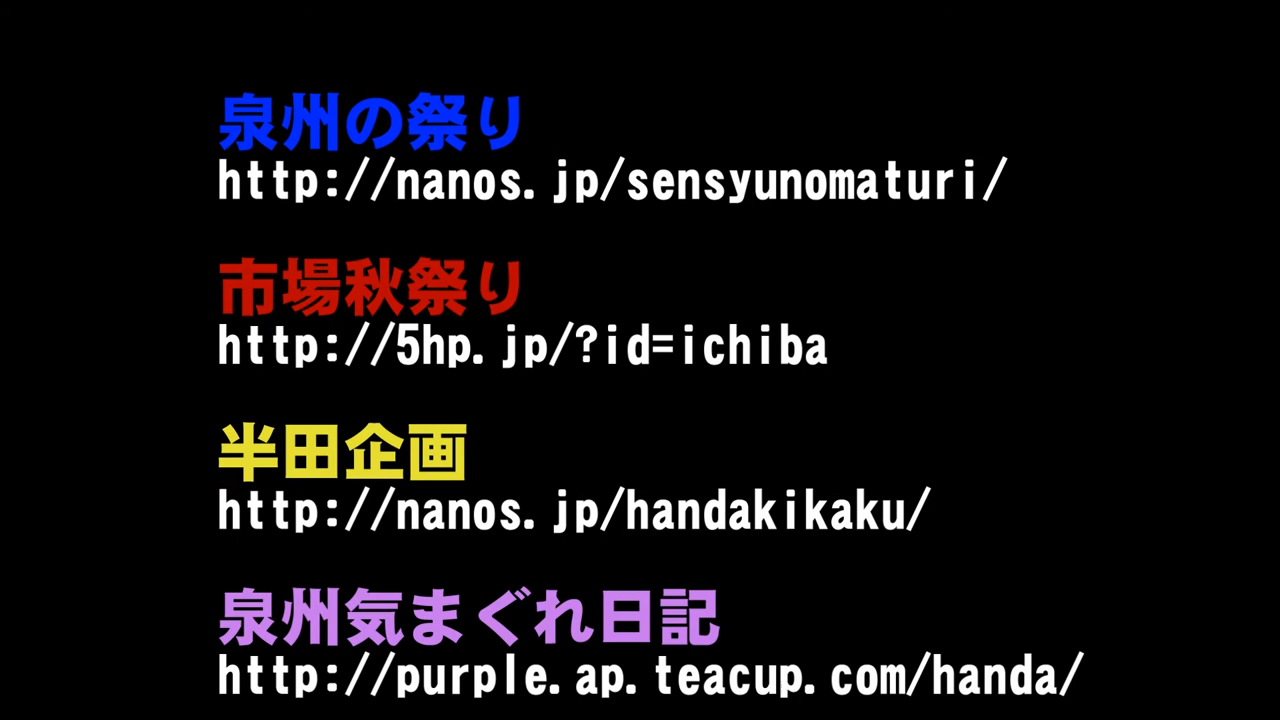 泉州の祭り
http://nanos.jp/sensyunomaturi/
市場秋祭り
http://5hp.jp/?id=ichiba
半田企画
http://nanos.jp/handakikaku/
泉州気まぐれ日記
http://purple.ap.teacup.com/handa/